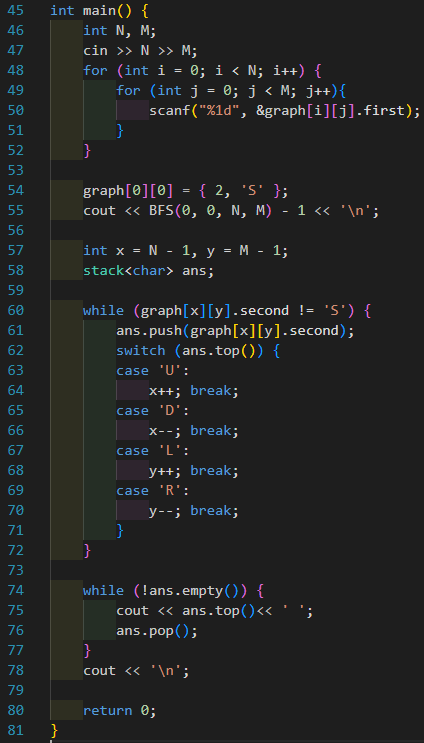 45 int main() {
46     int N, M;
47     cin >> N >> M;
48     for (int i = 0; i < N; i++) {
49         for (int j = 0; j < M; j++){
50             scanf("%1d", &graph[i][j].first);
51         }
52     }
53
54     graph[0][0] = { 2, 'S' };
55     cout << BFS(0, 0, N, M) - 1 << '\n';
56
57     int x = N - 1, y = M - 1;
58     stack<char> ans;
59
60     while (graph[x][y].second != 'S') {
61         ans.push(graph[x][y].second);
62         switch (ans.top()) {
63         case 'U':
64             x++; break;
65         case 'D':
66             x--; break;
67         case 'L':
68             y++; break;
69         case 'R':
70             y--; break;
71         }
72     }
73
74     while (!ans.empty()) {
75         cout << ans.top()<< ' ';
76         ans.pop();
77     }
78     cout << '\n';
79
80     return 0;
81 }